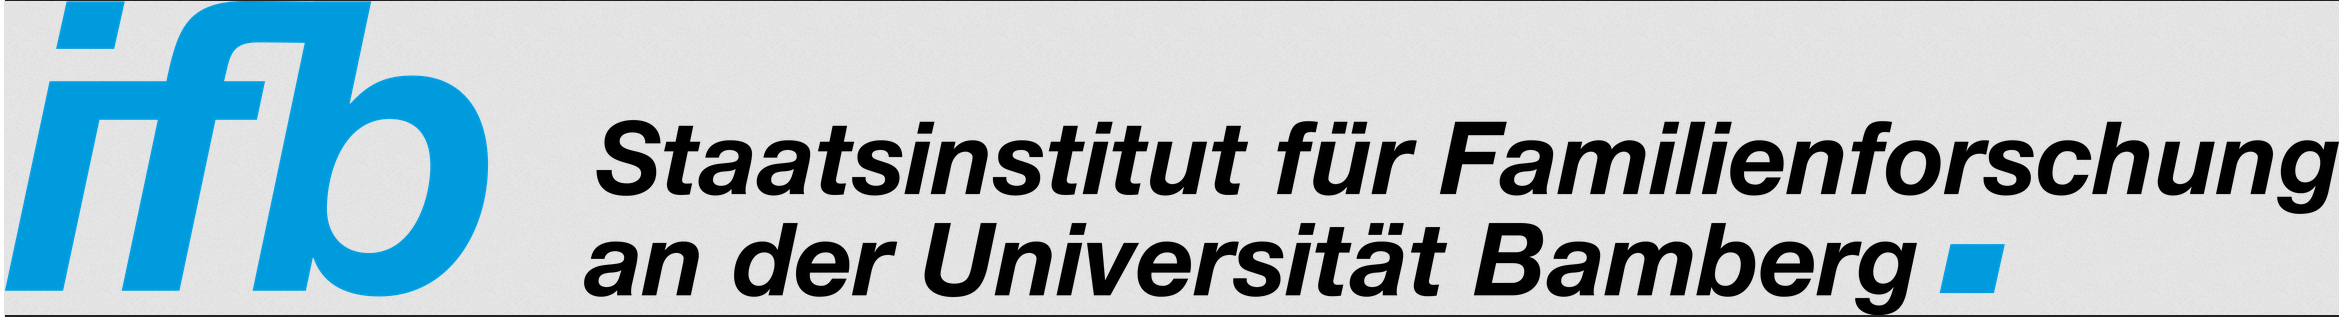 ifb
Staatsinstitut für Familienforschung
an der Universität Bamberg